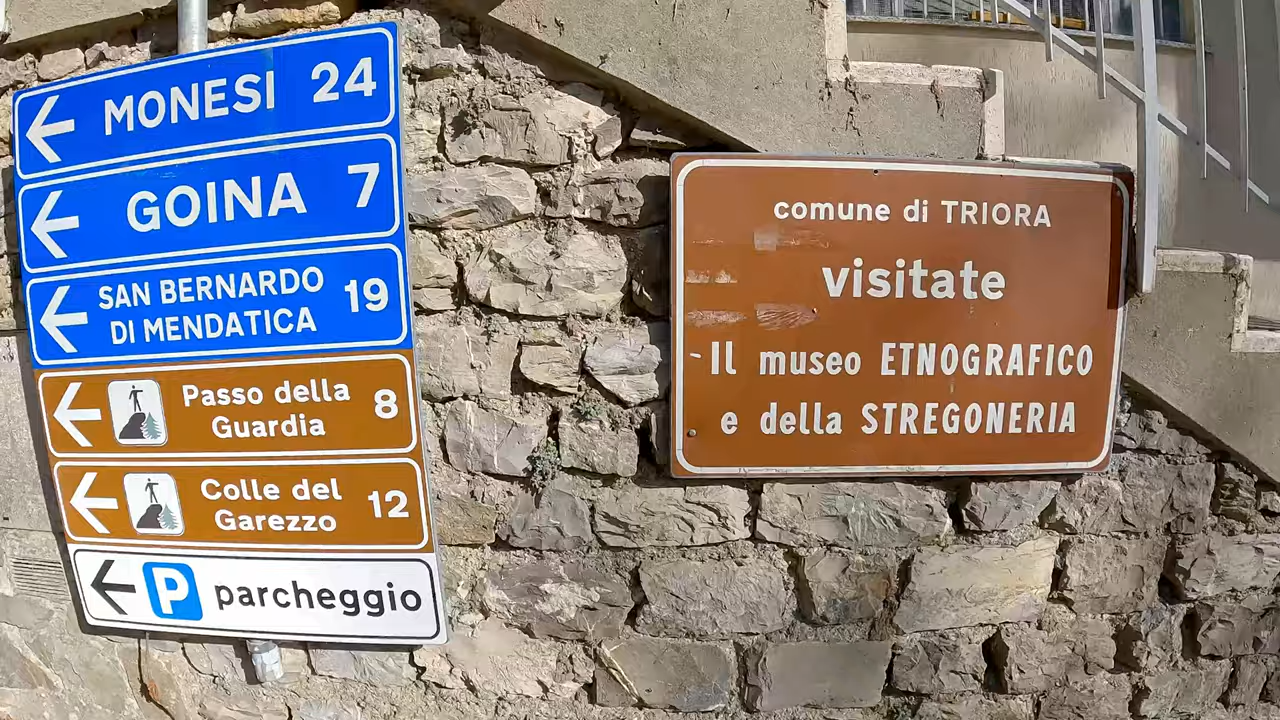 MONESI 24
GOINA 7
SAN BERNARDO
DI MENDATICA 19
Passo della
Guardia 8
Colle del
Garezzo 12
P parcheggio
comune di TRIORA
visitate
Il museo ETNOGRAFICO
e della STREGONERIA